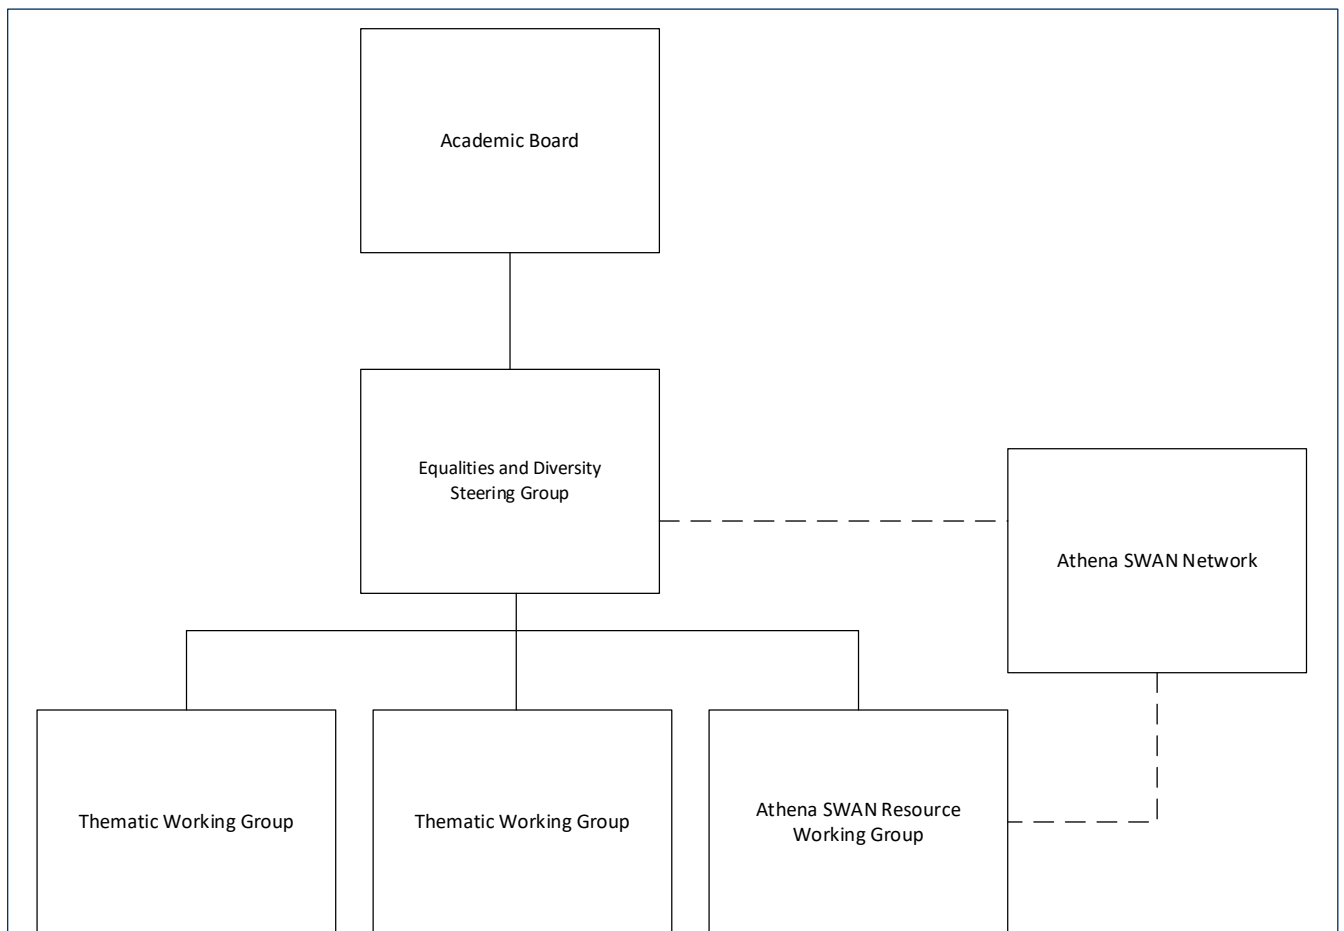 Academic Board
Equalities and Diversity
Steering Group
Athena SWAN Network
Thematic Working Group
Thematic Working Group
Athena SWAN Resource
Working Group